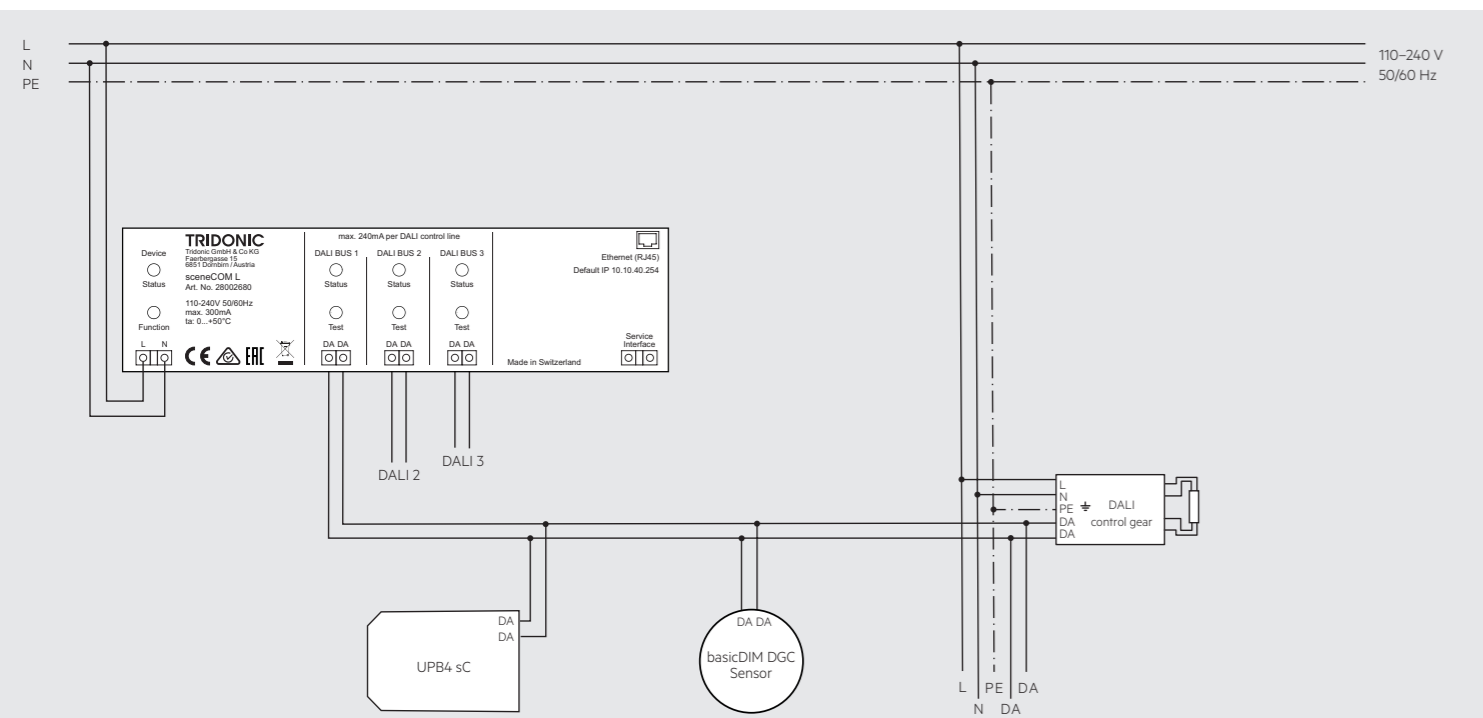 L
N
PE
110–240 V
50/60 Hz
Device
Status
Function
L N
TRIDONIC
Tridonic GmbH & Co KG
Faerbergasse 15
6851 Dornbirn / Austria
sceneCOM L
Art. No. 28002680
110-240V 50/60Hz
max. 300mA
ta: 0...+50°C
CE EAC
max. 240mA per DALI control line
DALI BUS 1 DALI BUS 2 DALI BUS 3
Status Status Status
Test Test Test
DA DA DA DA DA DA
Ethernet (RJ45)
Default IP 10.10.40.254
Service
Interface
Made in Switzerland
DALI 2
DALI 3
L
N
PE
DA
DA
DALI
control gear
DA
DA
UPB4 sC
DA DA
basicDIM DGC
Sensor
L PE DA
N DA